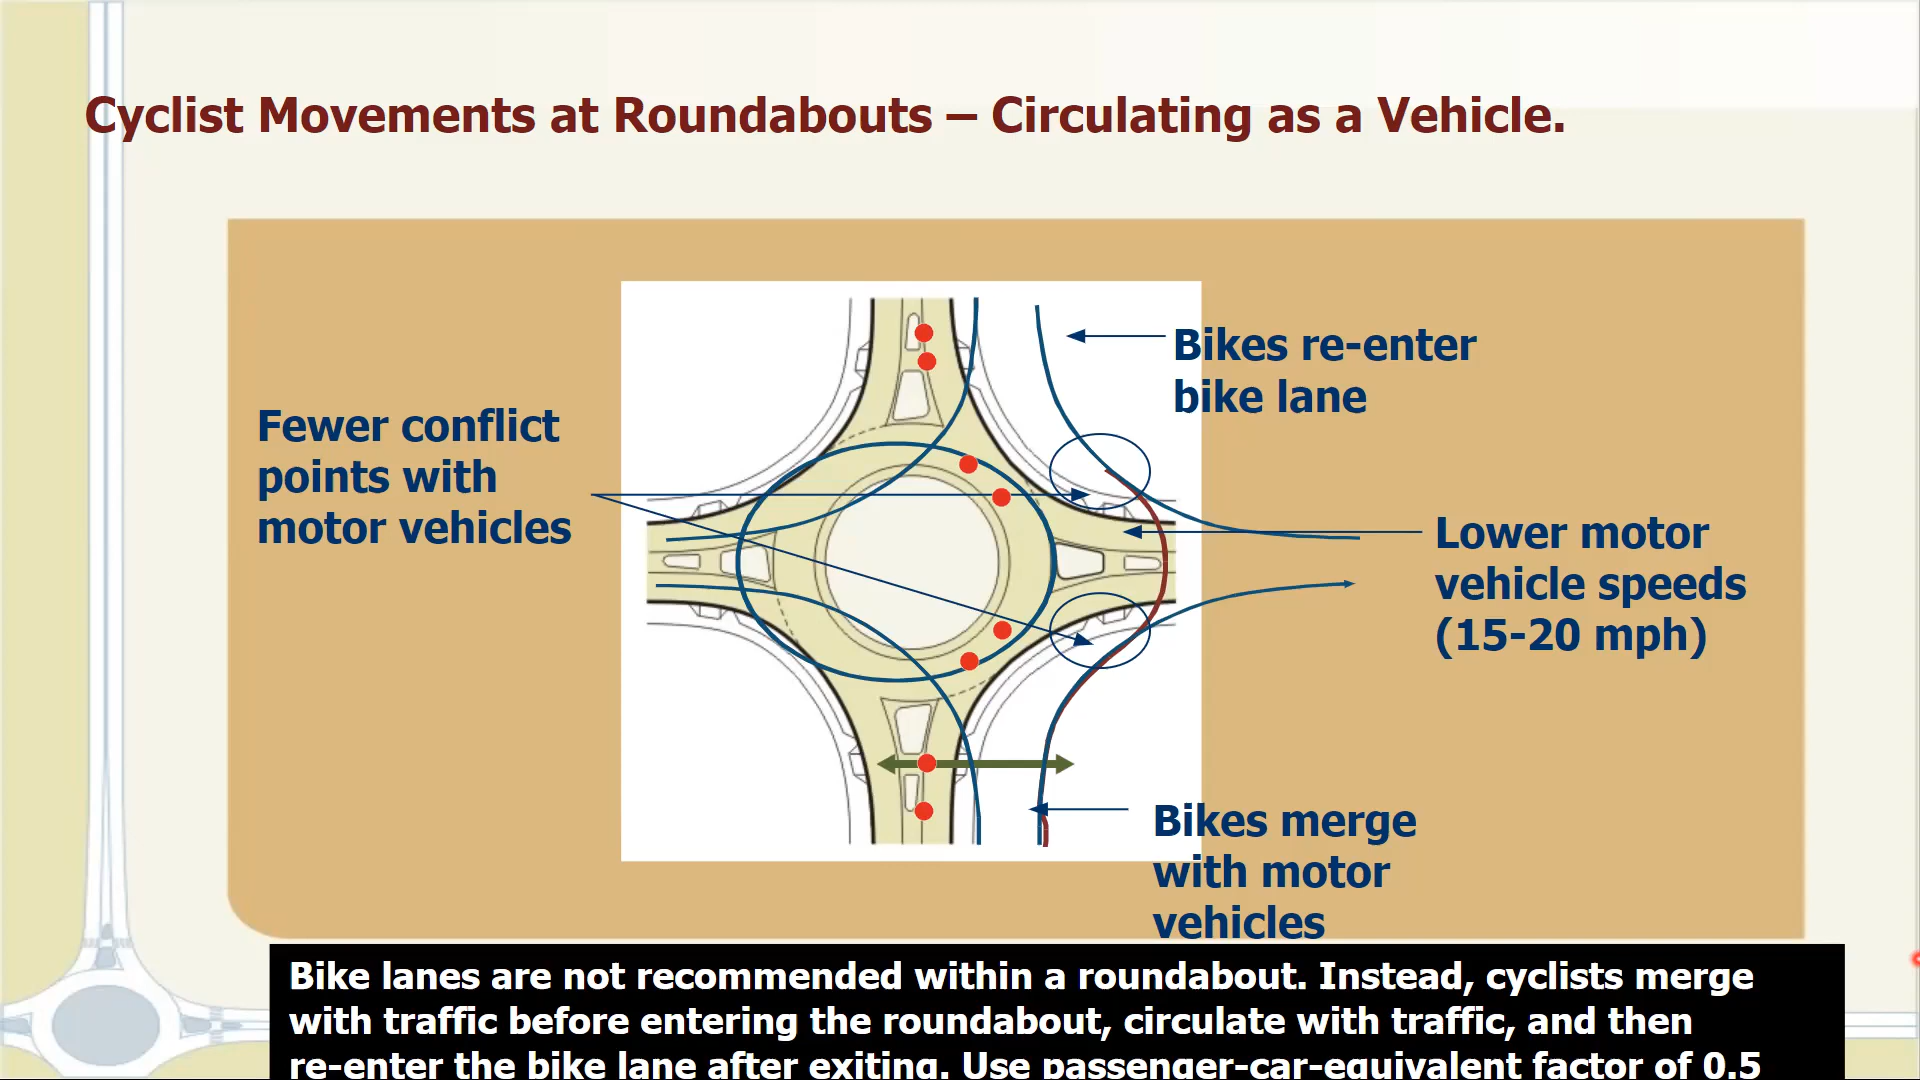 Cyclist Movements at Roundabouts – Circulating as a Vehicle.
Bikes re-enter
bike lane
Fewer conflict
points with
motor vehicles
Lower motor
vehicle speeds
(15-20 mph)
Bikes merge
with motor
vehicles
Bike lanes are not recommended within a roundabout. Instead, cyclists merge
with traffic before entering the roundabout, circulate with traffic, and then
re-enter the bike lane after exiting. Use passenger-car-equivalent factor of 0.5